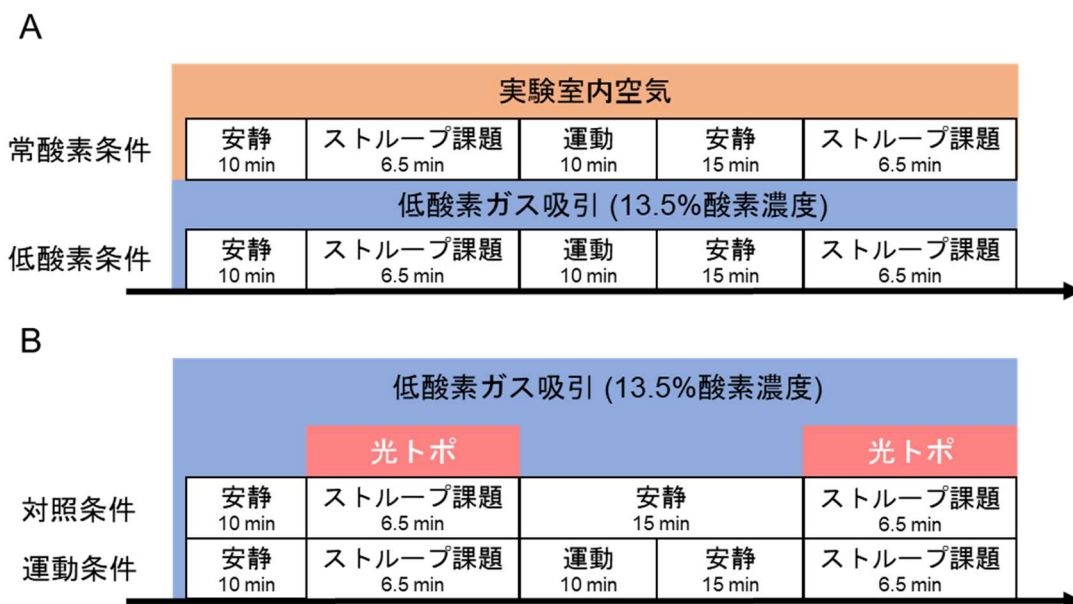 A
実験室内空気
常酸素条件
安静 ストループ課題 運動 安静 ストループ課題
10 min 6.5 min 10 min 15 min 6.5 min
低酸素ガス吸引 (13.5%酸素濃度)
低酸素条件
安静 ストループ課題 運動 安静 ストループ課題
10 min 6.5 min 10 min 15 min 6.5 min
B
低酸素ガス吸引 (13.5%酸素濃度)
光トポ 光トポ
対照条件
安静 ストループ課題 安静 ストループ課題
10 min 6.5 min 15 min 6.5 min
運動条件
安静 ストループ課題 運動 安静 ストループ課題
10 min 6.5 min 10 min 15 min 6.5 min